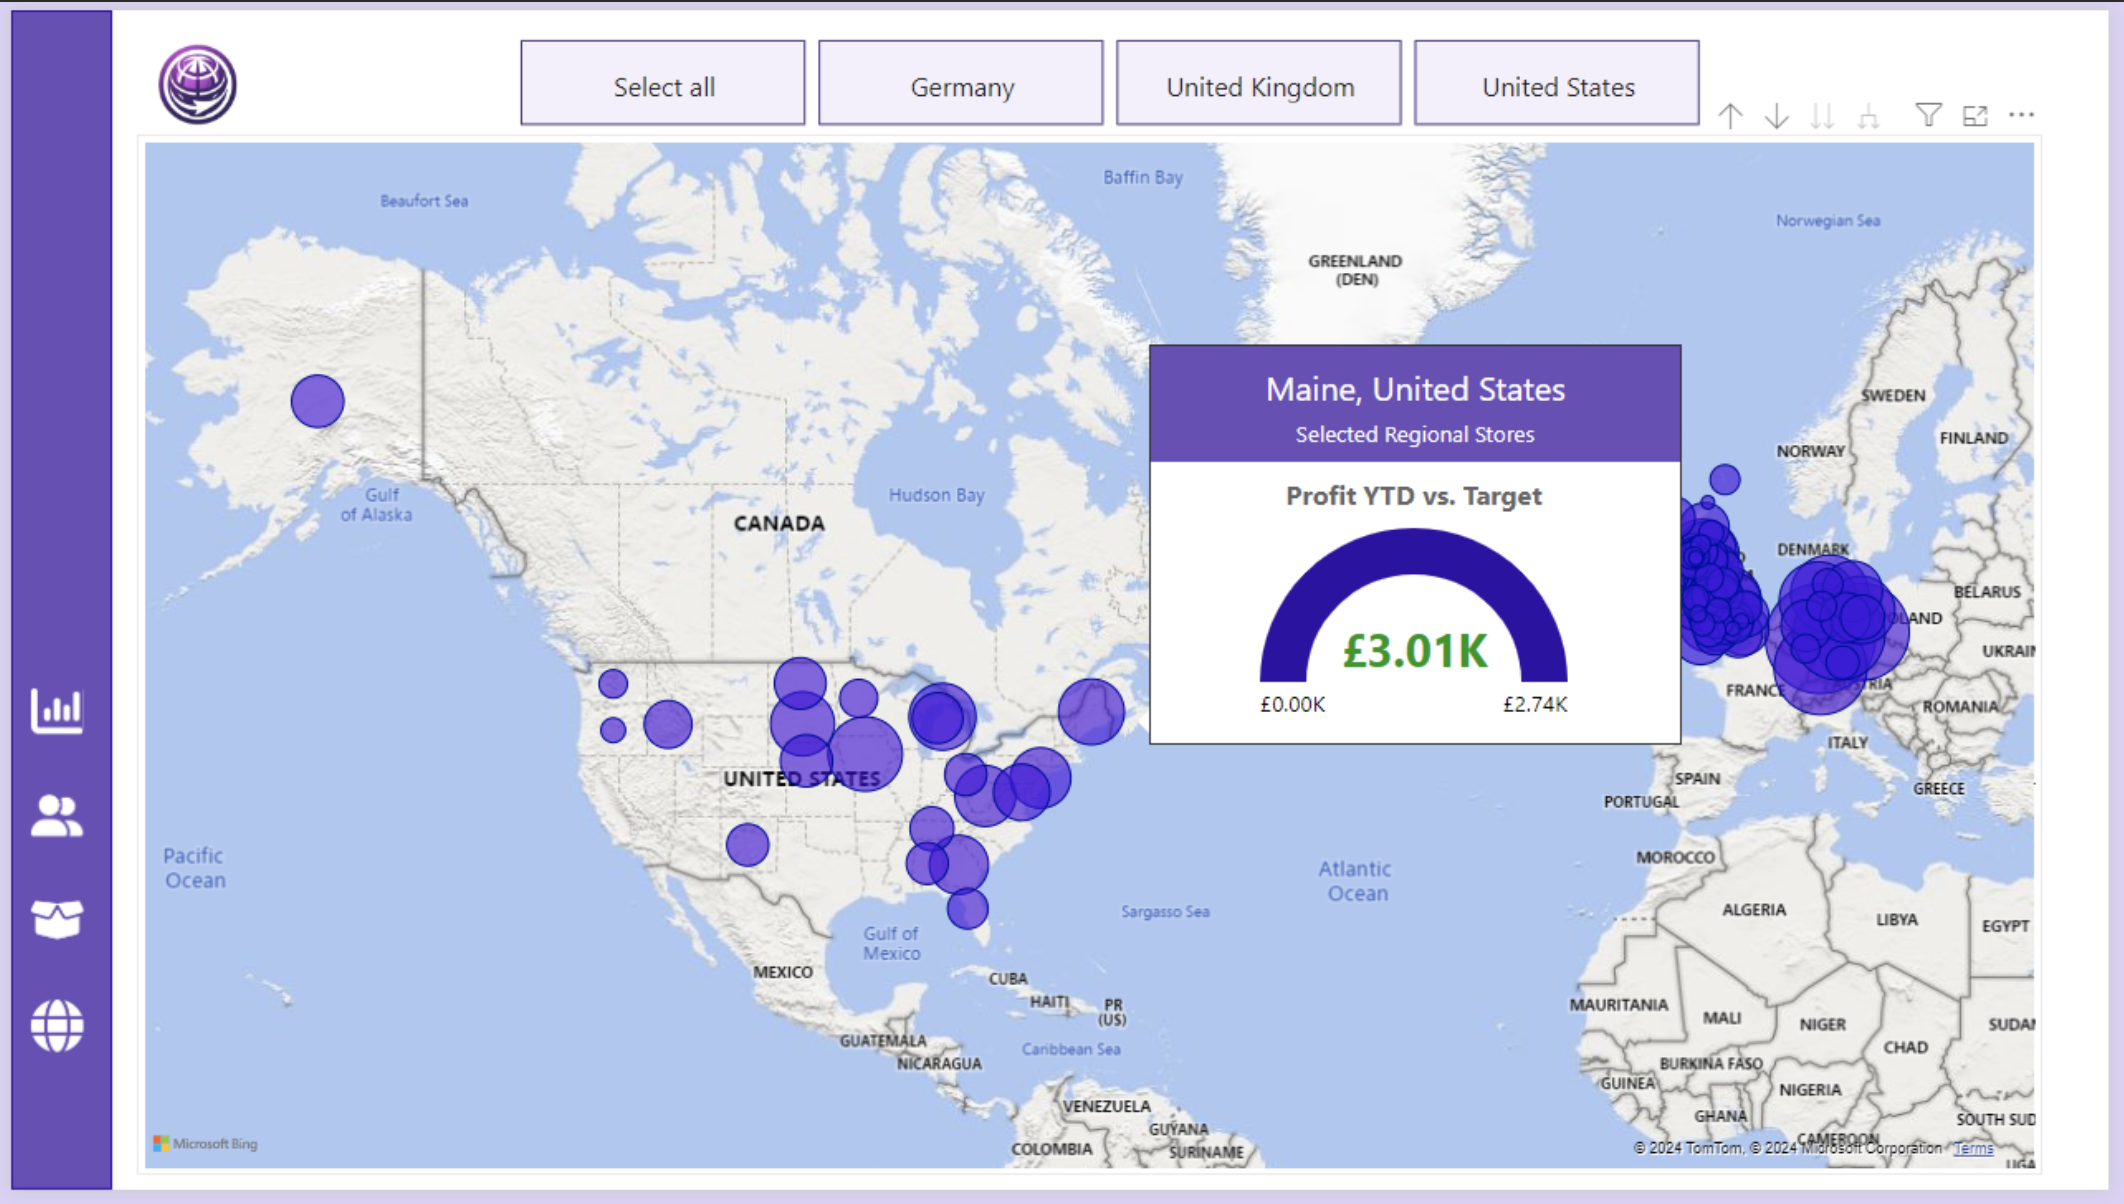 Select all
Germany
United Kingdom
United States
Beaufort Sea
Baffin Bay
Norwegian Sea
GREENLAND
(DEN)
Maine, United States
Selected Regional Stores
Profit YTD vs. Target
£3.01K
£0.00K
£2.74K
SWEDEN
FINLAND
NORWAY
Gulf
of Alaska
Hudson Bay
CANADA
DENMARK
BELARUS
LAND
UKRAI
FRANCE
TRIA
ROMANIA
ITALY
UNITED STATES
SPAIN
GREECE
PORTUGAL
Pacific
Ocean
MOROCCO
Atlantic
Ocean
Sargasso Sea
ALGERIA
LIBYA
EGYPT
Gulf of
Mexico
MEXICO
CUBA
HAITI
PR
(US)
MAURITANIA
MALI
NIGER
SUDA
GUATEMALA
Caribbean Sea
CHAD
NICARAGUA
BURKINA FASO
GUINEA
NIGERIA
VENEZUELA
GHANA
SOUTH SUD
GUYANA
Microsoft Bing
COLOMBIA
SURINAME
CAMEROON
© 2024 TomTom, © 2024 Microsoft Corporation Terms
UGA